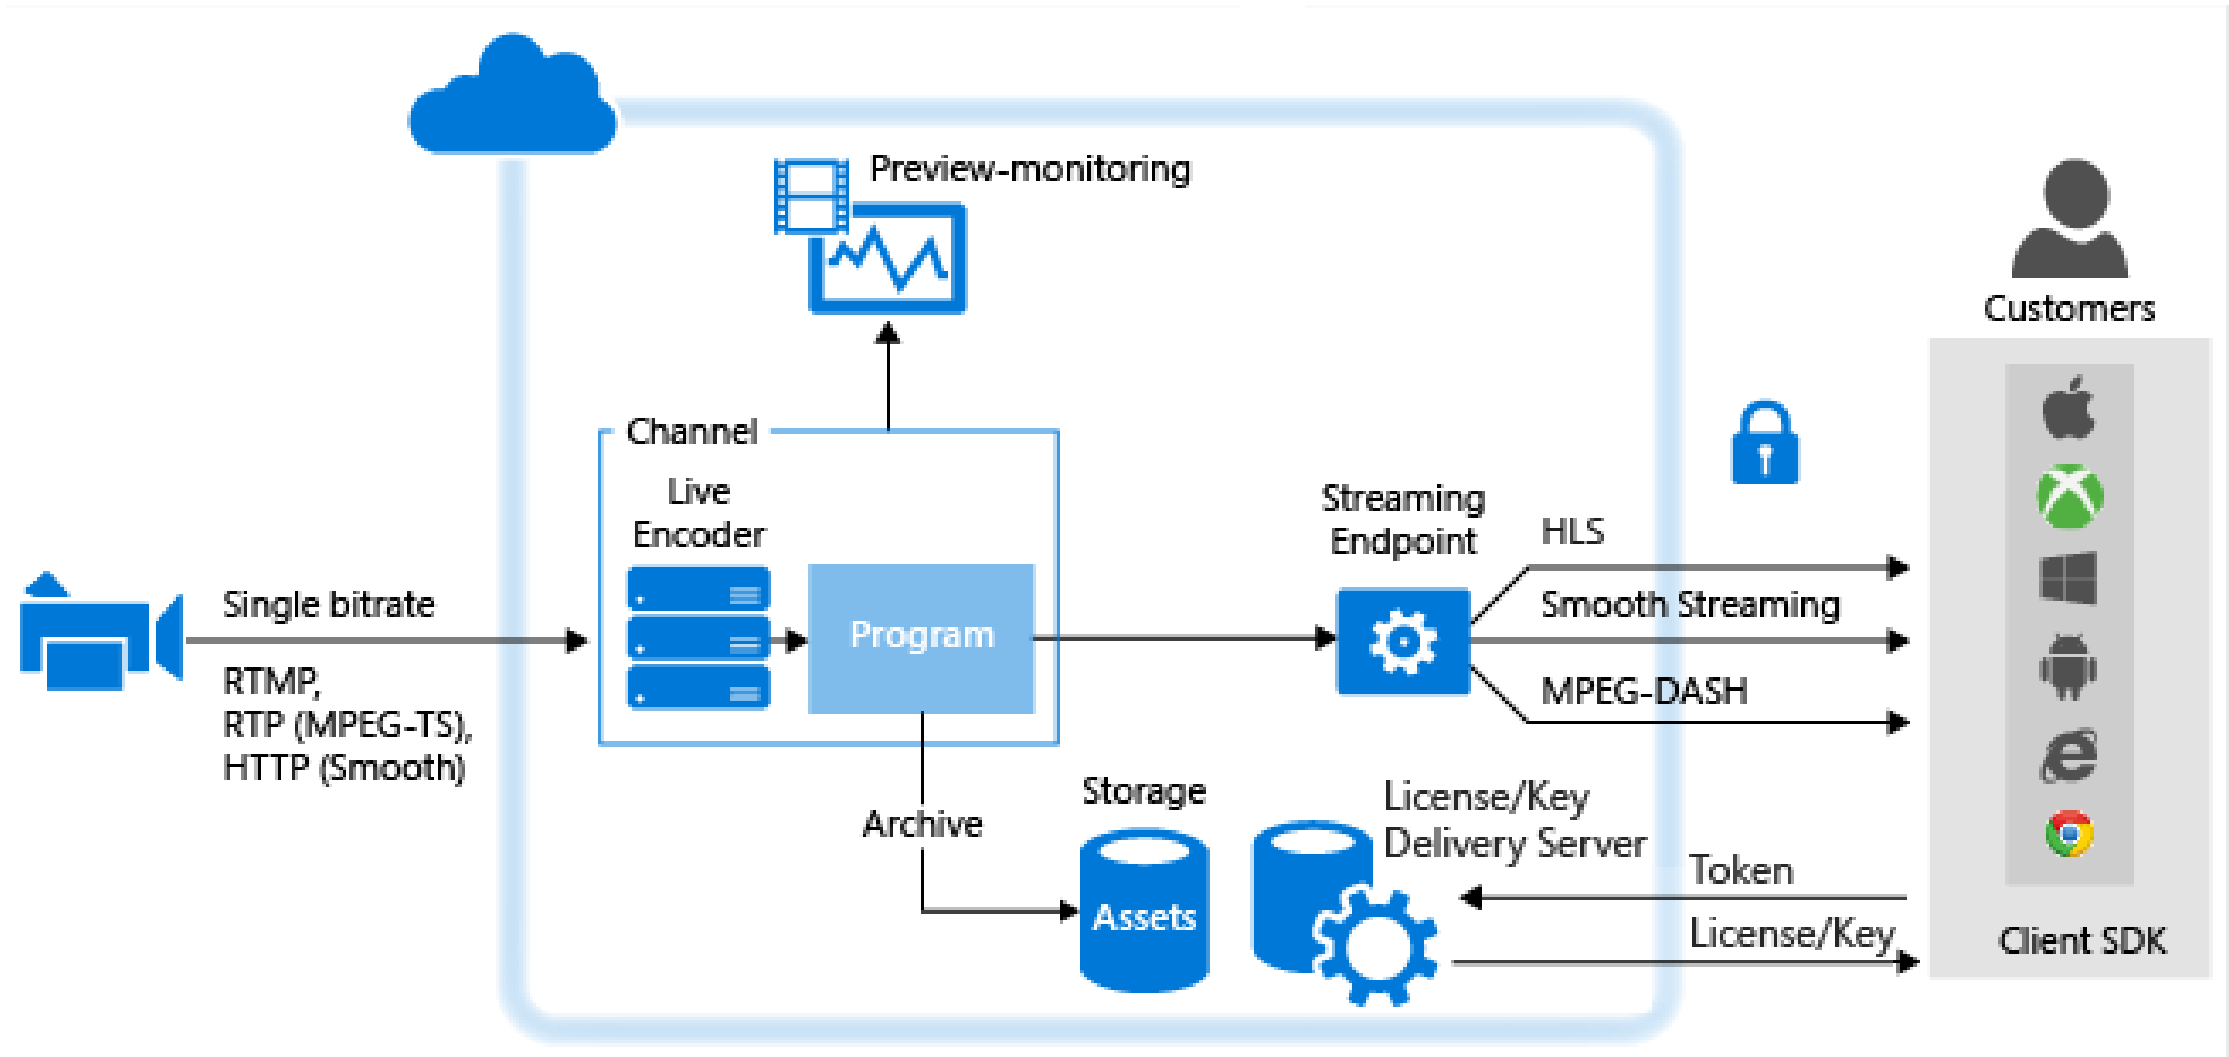 Preview-monitoring
Customers
Channel
Live
Encoder
Streaming
Endpoint
HLS
Single bitrate
Smooth Streaming
Program
RTMP,
RTP (MPEG-TS),
HTTP (Smooth)
MPEG-DASH
Storage
License/Key
Delivery Server
Archive
Token
Assets
License/Key
Client SDK